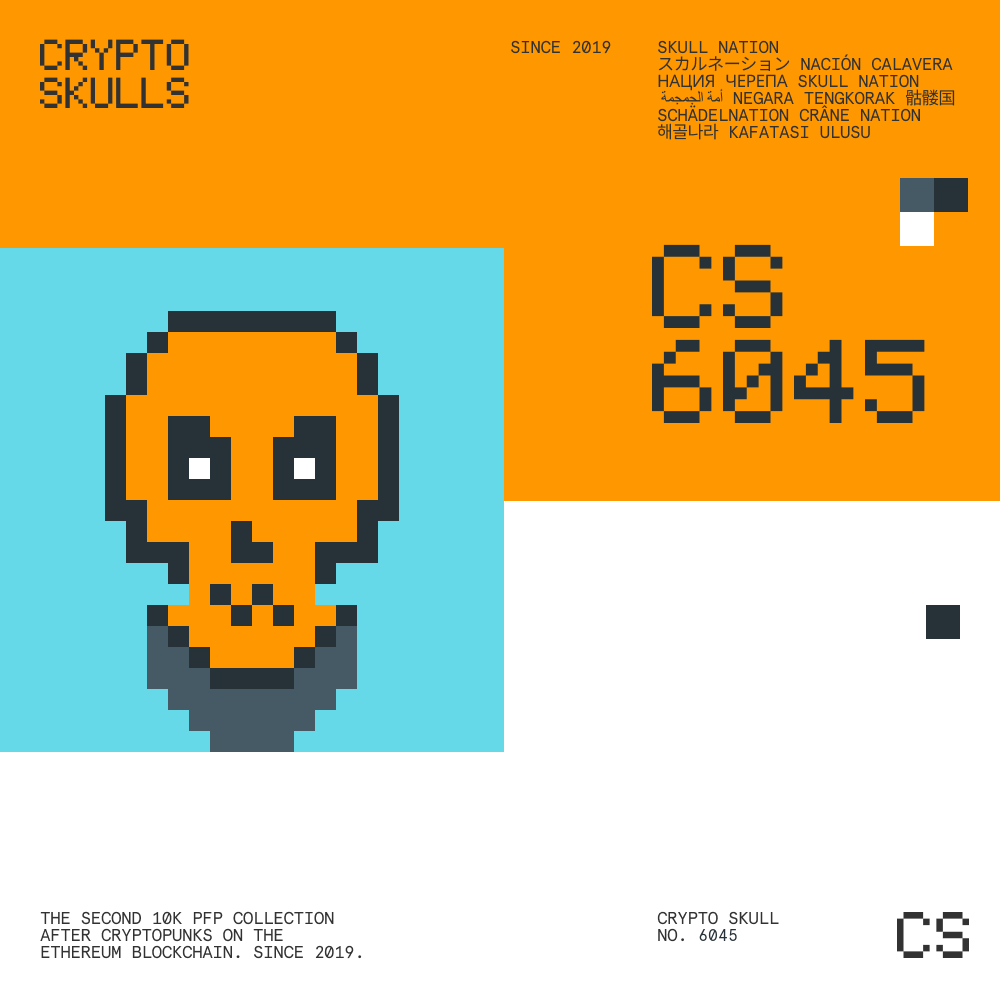 CRYPTO
SKULLS
SINCE 2019
SKULL NATION
スカルネーション NACIÓN CALAVERA
НАЦИЯ ЧЕРЕПА SKULL NATION
أمة الجمجمة NEGARA TENGKORAK 骷髅国
SCHÄDELNATION CRÂNE NATION
해골나라 KAFATASI ULUSU
CS
6045
THE SECOND 10K PFP COLLECTION
AFTER CRYPTOPUNKS ON THE
ETHEREUM BLOCKCHAIN. SINCE 2019.
CRYPTO SKULL
NO. 6045
CS